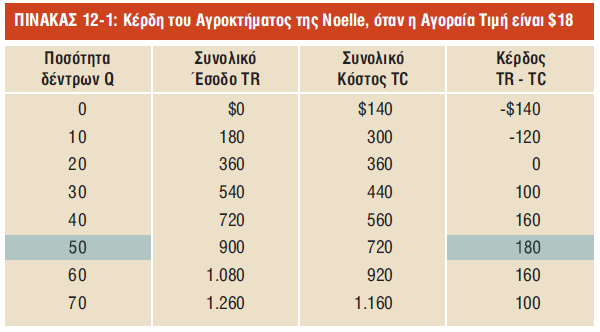 ΠΙΝΑΚΑΣ 12-1: Κέρδη του Αγροκτήματος της Noelle, όταν η Αγοραία Τιμή είναι $18
Ποσότητα Συνολικό Συνολικό Κέρδος
δέντρων Q Έσοδο TR Κόστος TC TR - TC
0 $0 $140 -$140
10 180 300 -120
20 360 360 0
30 540 440 100
40 720 560 160
50 900 720 180
60 1.080 920 160
70 1.260 1.160 100